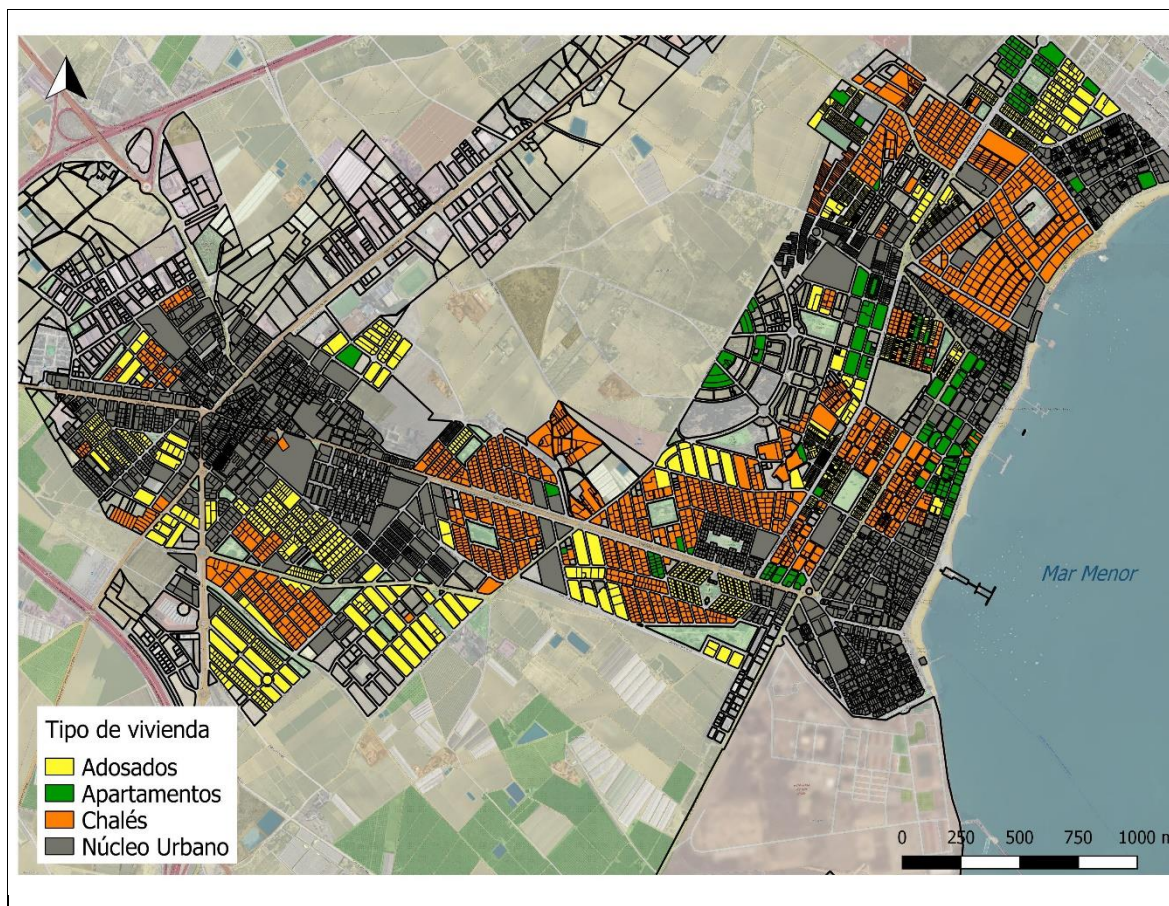 Mar Menor
Tipo de vivienda
Adosados
Apartamentos
Chalés
Núcleo Urbano
0 250 500 750 1000 m